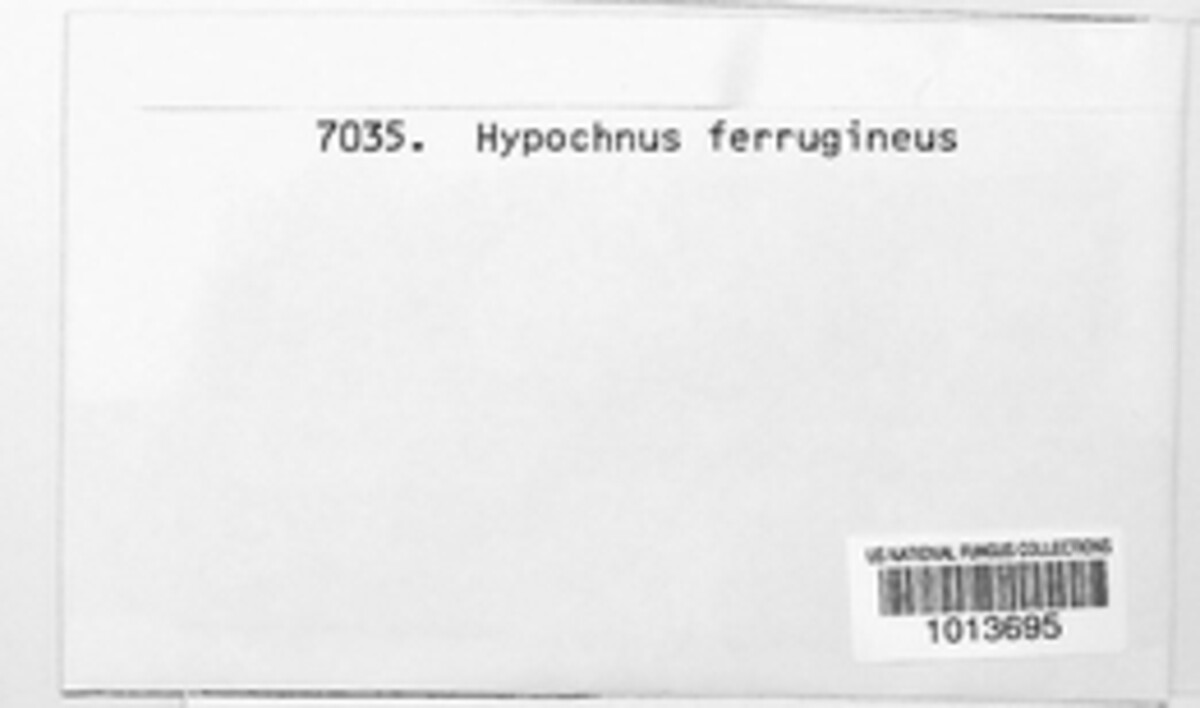 7035. Hypochnus ferrugineus
US NATIONAL FUNGUS COLLECTIONS
1013695